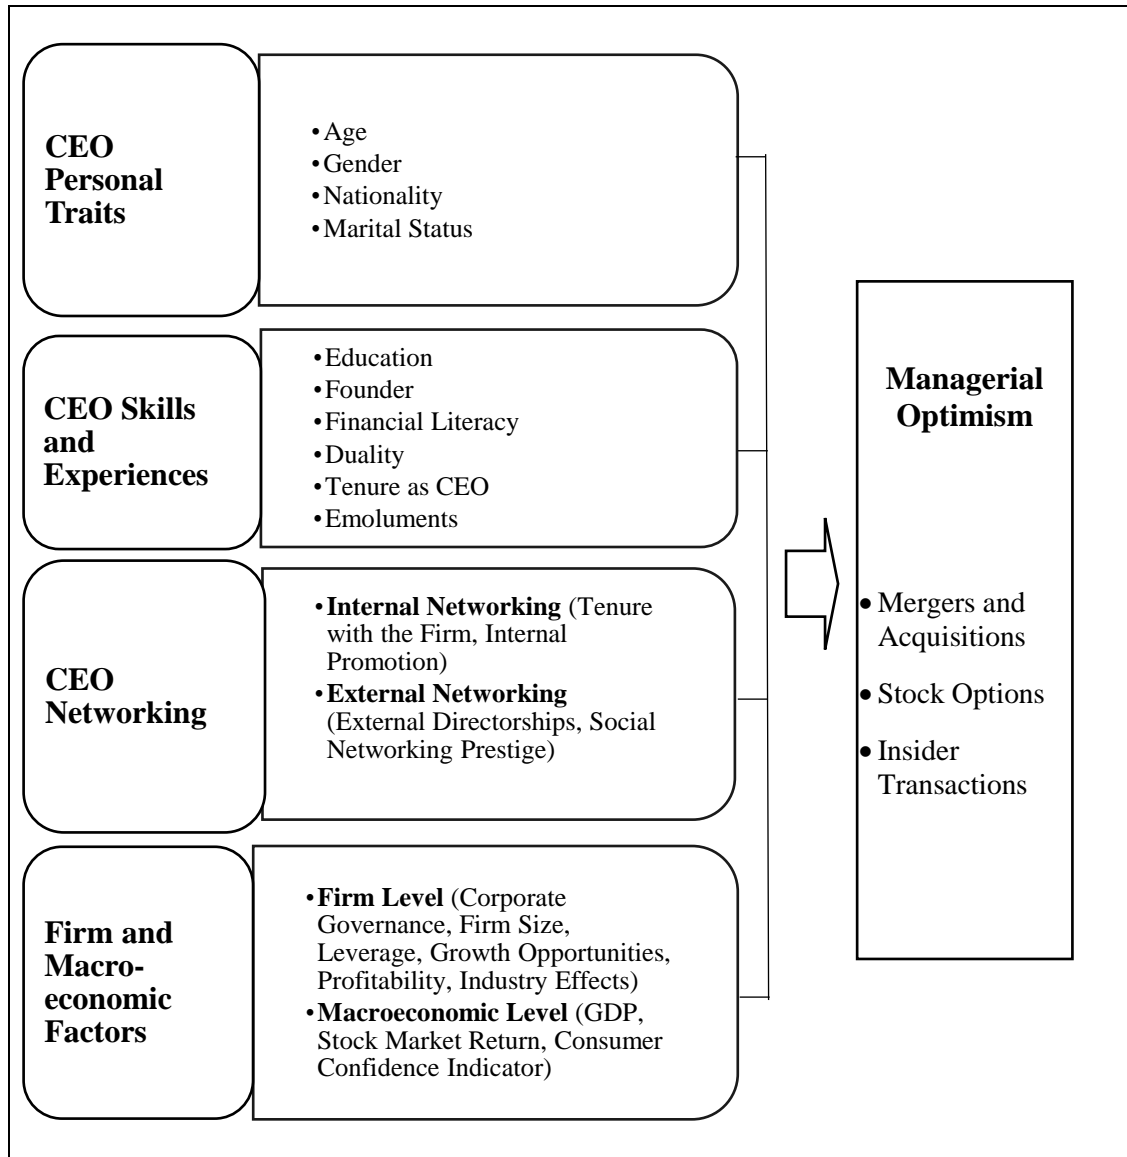 CEO
Personal
Traits
•Age
•Gender
•Nationality
•Marital Status
CEO Skills
and
Experiences
•Education
•Founder
•Financial Literacy
•Duality
•Tenure as CEO
•Emoluments
CEO
Networking
•Internal Networking (Tenure
with the Firm, Internal
Promotion)
•External Networking
(External Directorships, Social
Networking Prestige)
Firm and
Macro-
economic
Factors
•Firm Level (Corporate
Governance, Firm Size,
Leverage, Growth Opportunities,
Profitability, Industry Effects)
•Macroeconomic Level (GDP,
Stock Market Return, Consumer
Confidence Indicator)
Managerial
Optimism
• Mergers and
Acquisitions
• Stock Options
• Insider
Transactions